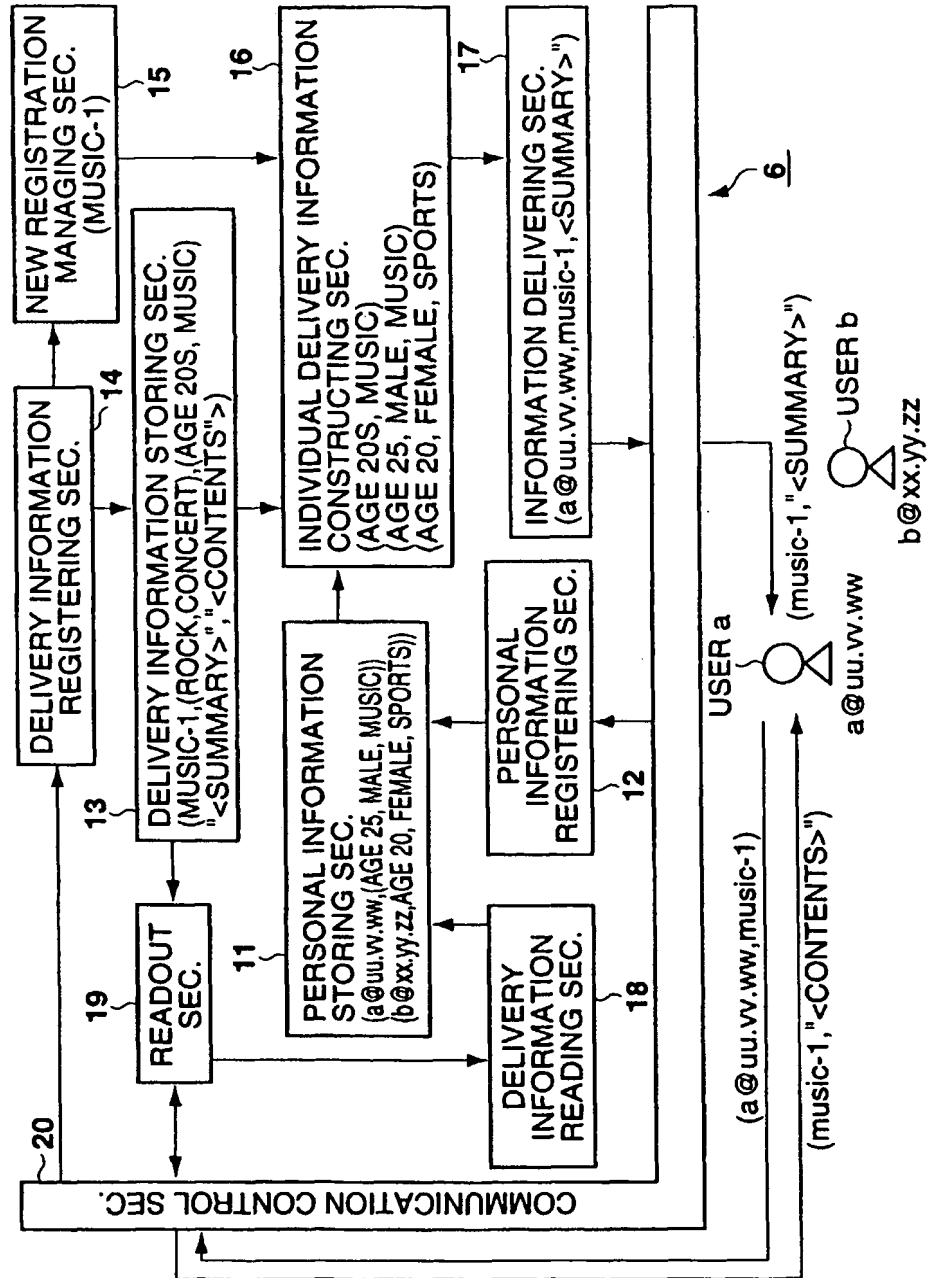 20
COMMUNICATION CONTROL SEC.
DELIVERY INFORMATION
REGISTERING SEC.
14
NEW REGISTRATION
MANAGING SEC.
(MUSIC-1)
15
13
DELIVERY INFORMATION STORING SEC.
(MUSIC-1,(ROCK,CONCERT),(AGE 20S, MUSIC)
"<SUMMARY>","<CONTENTS">)
19
READOUT
SEC.
11
PERSONAL INFORMATION
STORING SEC.
(a@uu.vv.ww,(AGE 25, MALE, MUSIC))
(b@xx.yy.zz,AGE 20, FEMALE, SPORTS))
16
INDIVIDUAL DELIVERY INFORMATION
CONSTRUCTING SEC.
(AGE 20S, MUSIC)
(AGE 25, MALE, MUSIC)
(AGE 20, FEMALE, SPORTS)
DELIVERY
INFORMATION
READING SEC.
18
PERSONAL
INFORMATION
REGISTERING SEC.
12
17
INFORMATION DELIVERING SEC.
(a@uu.vv.ww,music-1,<SUMMARY>")
6
(a@uu.vv.ww,music-1)
(music-1,"<CONTENTS>")
USER a
a@uu.vv.ww
(music-1,"<SUMMARY>")
USER b
b@xx.yy.zz